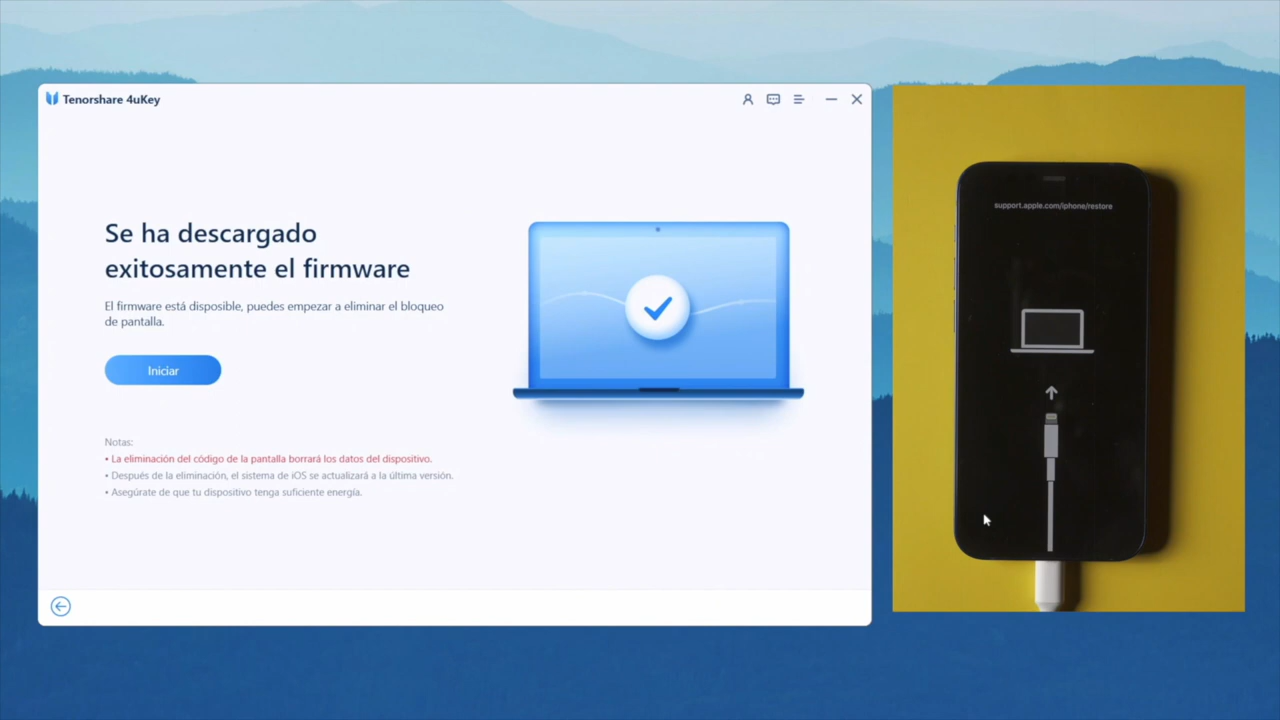 Tenorshare 4uKey
Se ha descargado
exitosamente el firmware
El firmware está disposible, puedes empezar a eliminar el bloqueo
de pantalla.
Iniciar
Notas:
• La eliminación del código de la pantalla borrará los datos del dispositivo.
• Después de la eliminación, el sistema de iOS se actualizará a la última versión.
• Asegúrate de que tu dispositivo tenga suficiente energía.
support.apple.com/iphone/restore